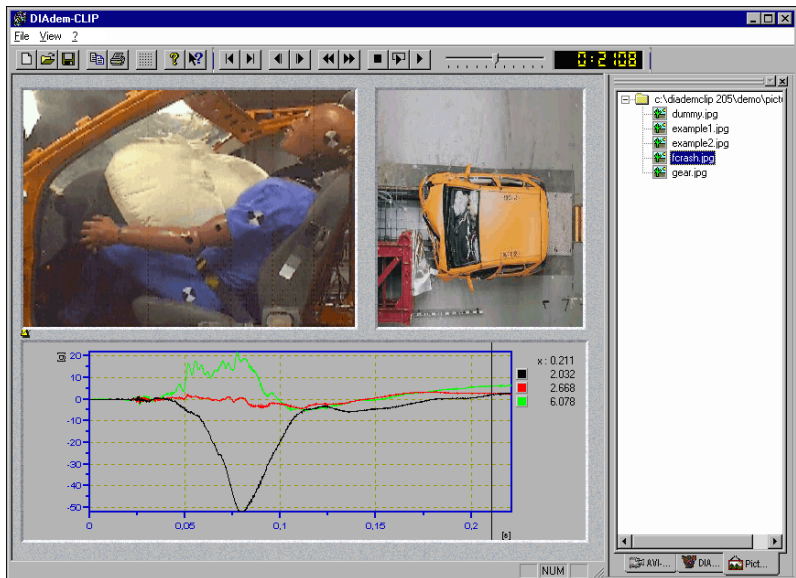 DIAdem-CLIP
File View ?
0:2108
c:\diademclip 205\demo\pictu
dummy.jpg
example1.jpg
example2.jpg
fcrash.jpg
gear.jpg
[g]
20
10
0
-10
-20
-30
-40
-50
0 0,05 0,1 0,15 0,2
[s]
x : 0.211
2.032
2.668
6.078
AVI-... DIA... Pict...
NUM